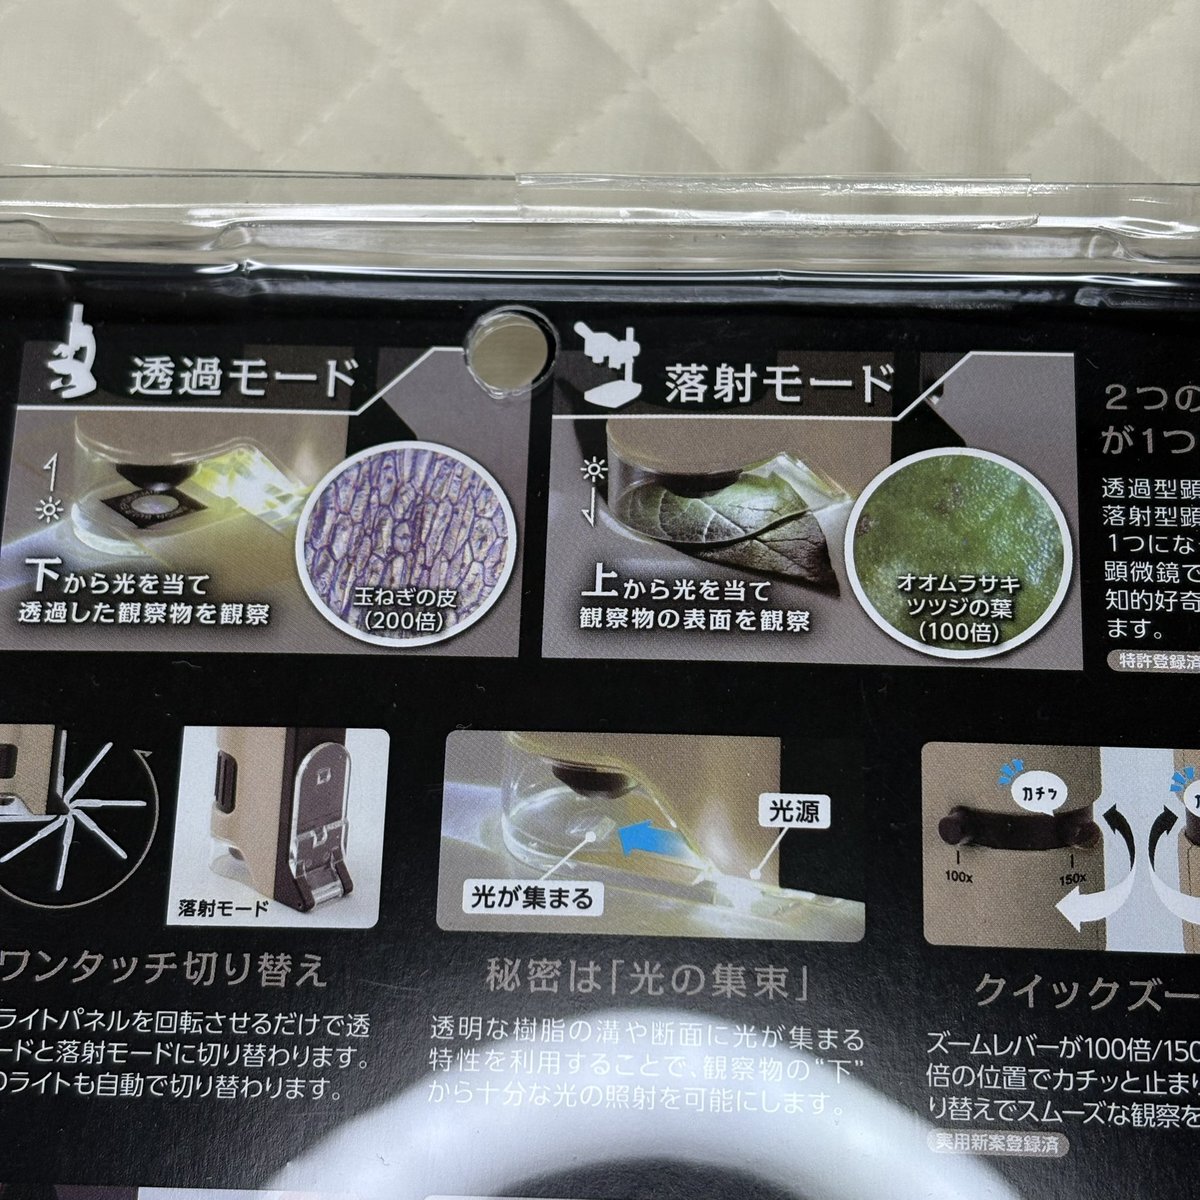 透過モード
下から光を当て
透過した観察物を観察
玉ねぎの皮
(200倍)
落射モード
上から光を当て
観察物の表面を観察
オオムラサキ
ツツジの葉
(100倍)
2つの
が1つ
透過型顕
落射型顕
1つにな
顕微鏡で
知的好奇
ます。
特許登録済
落射モード
ワンタッチ切り替え
ライトパネルを回転させるだけで透
ードと落射モードに切り替わります。
Dライトも自動で切り替わります。
光源
光が集まる
秘密は「光の集束」
透明な樹脂の溝や断面に光が集まる
特性を利用することで、観察物の“下”
から十分な光の照射を可能にします。
カチッ
100x
150x
クイックズー
ズームレバーが100倍/150
倍の位置でカチッと止まり
り替えでスムーズな観察を
実用新案登録済